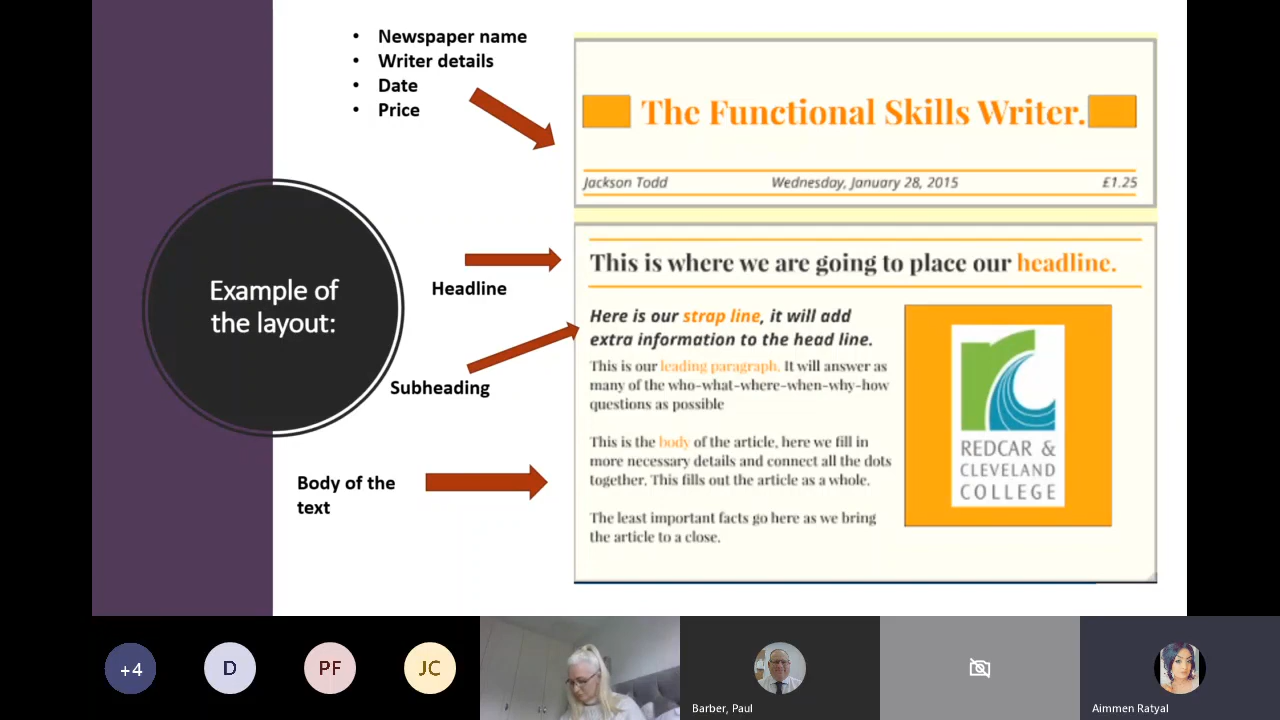 • Newspaper name
• Writer details
• Date
• Price
The Functional Skills Writer.
Jackson Todd Wednesday, January 28, 2015 £1.25
Example of
the layout:
Headline
This is where we are going to place our headline.
Subheading
Here is our strap line, it will add
extra information to the head line.
This is our leading paragraph. It will answer as
many of the who-what-where-when-why-how
questions as possible
Body of the
text
This is the body of the article, here we fill in
more necessary details and connect all the dots
together. This fills out the article as a whole.
The least important facts go here as we bring
the article to a close.
REDCAR &
CLEVELAND
COLLEGE
+4
D
PF
JC
Barber, Paul
Aimmen Ratyal